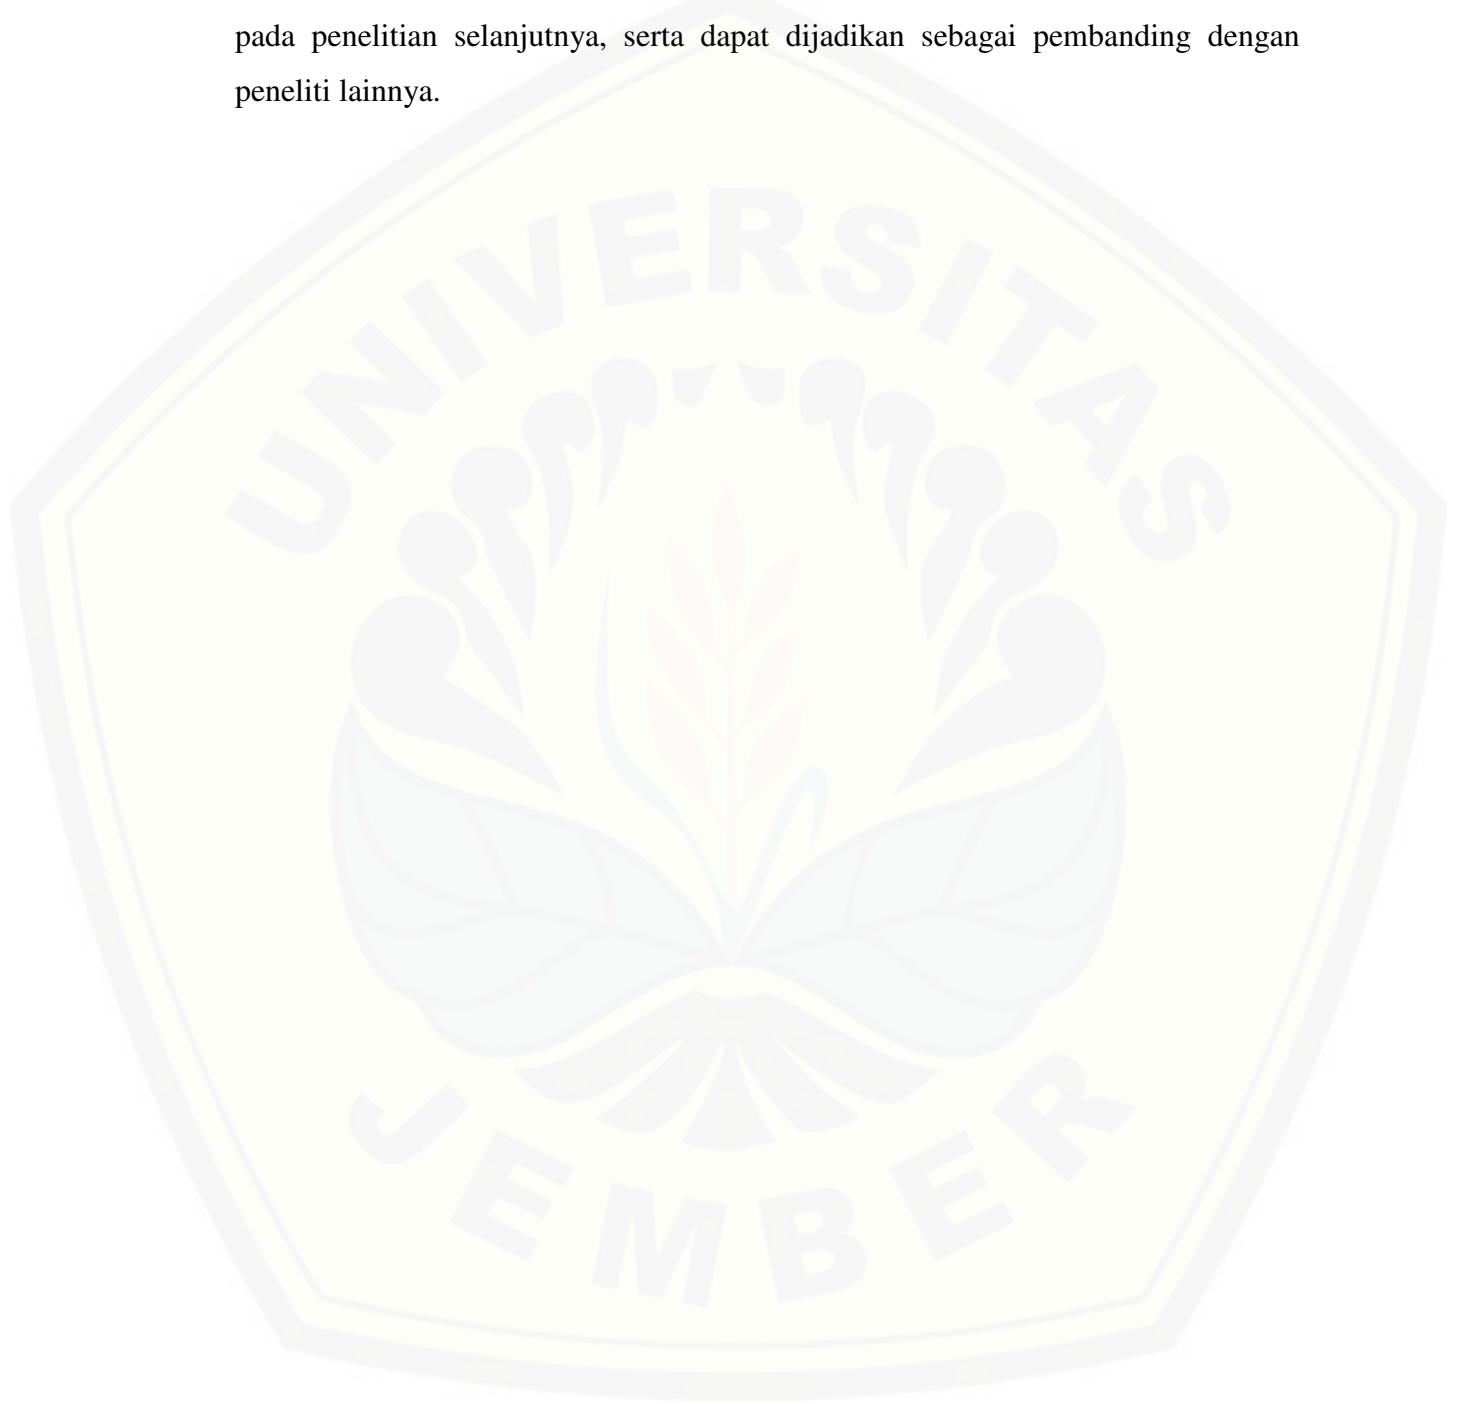 pada penelitian selanjutnya, serta dapat dijadikan sebagai pembanding dengan
peneliti lainnya.
UNIVERSITAS
JEMBER